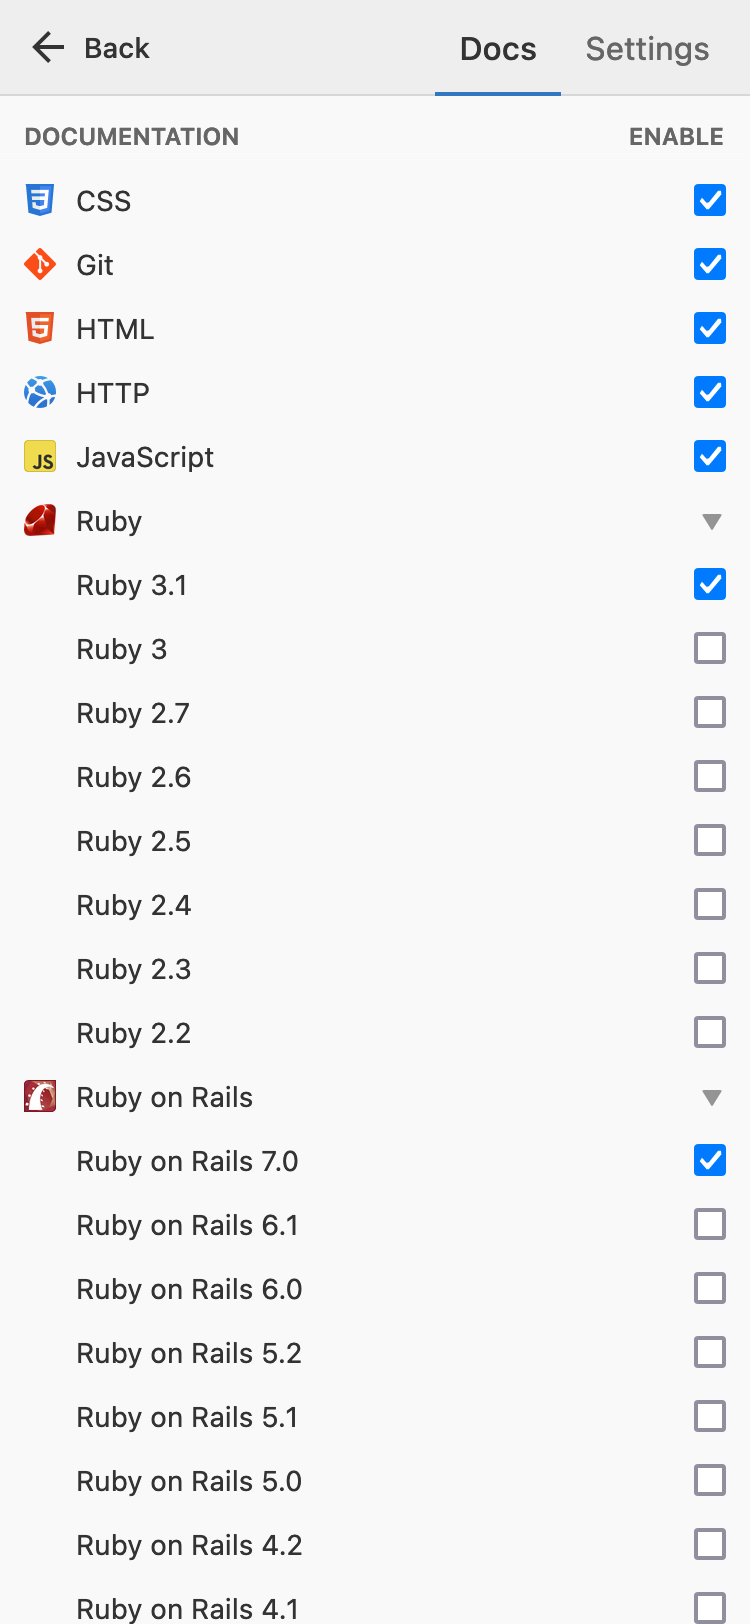 Back Docs Settings
DOCUMENTATION ENABLE
CSS
Git
HTML
HTTP
JS JavaScript
Ruby
Ruby 3.1
Ruby 3
Ruby 2.7
Ruby 2.6
Ruby 2.5
Ruby 2.4
Ruby 2.3
Ruby 2.2
Ruby on Rails
Ruby on Rails 7.0
Ruby on Rails 6.1
Ruby on Rails 6.0
Ruby on Rails 5.2
Ruby on Rails 5.1
Ruby on Rails 5.0
Ruby on Rails 4.2
Ruby on Rails 4.1